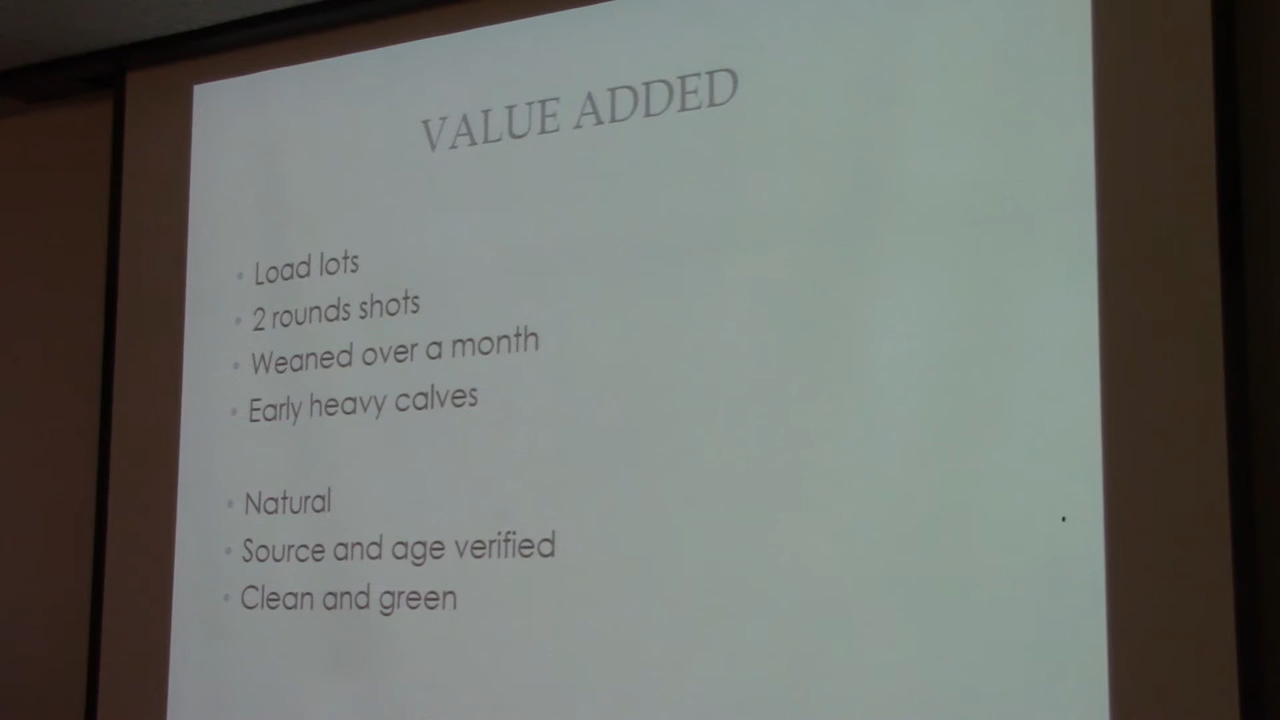 VALUE ADDED
• Load lots
• 2 rounds shots
• Weaned over a month
• Early heavy calves
• Natural
• Source and age verified
• Clean and green